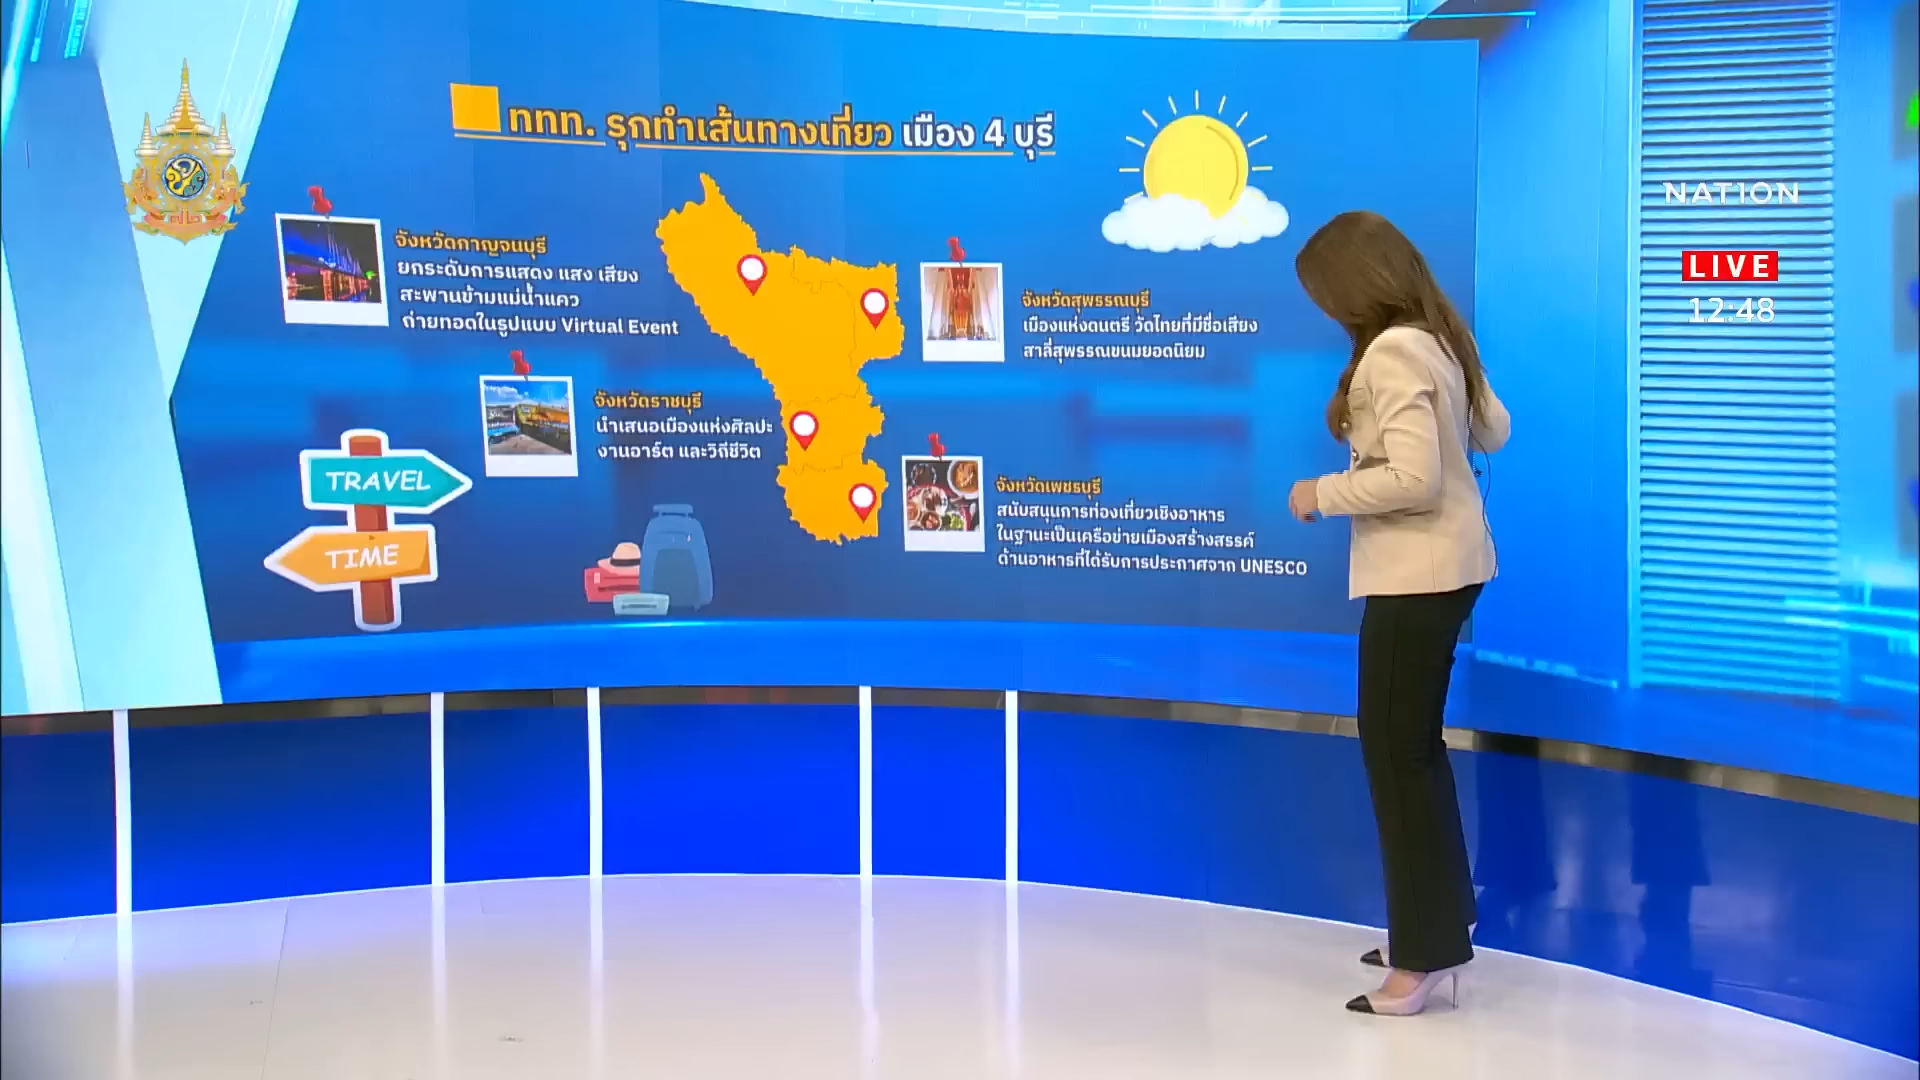 ททท. รุกทำเส้นทางเที่ยว เมือง 4 บุรี
จังหวัดกาญจนบุรี
ยกระดับการแสดง แสง เสียง
สะพานข้ามแม่น้ำแคว
ถ่ายทอดในรูปแบบ Virtual Event
จังหวัดสุพรรณบุรี
เมืองแห่งดนตรี วัดไทยที่มีชื่อเสียง
สาลี่สุพรรณขนมยอดนิยม
จังหวัดราชบุรี
นำเสนอเมืองแห่งศิลปะ
งานอาร์ต และวิถีชีวิต
จังหวัดเพชรบุรี
สนับสนุนการท่องเที่ยวเชิงอาหาร
ในฐานะเป็นเครือข่ายเมืองสร้างสรรค์
ด้านอาหารที่ได้รับการประกาศจาก UNESCO
TRAVEL
TIME
NATION
LIVE
12:48